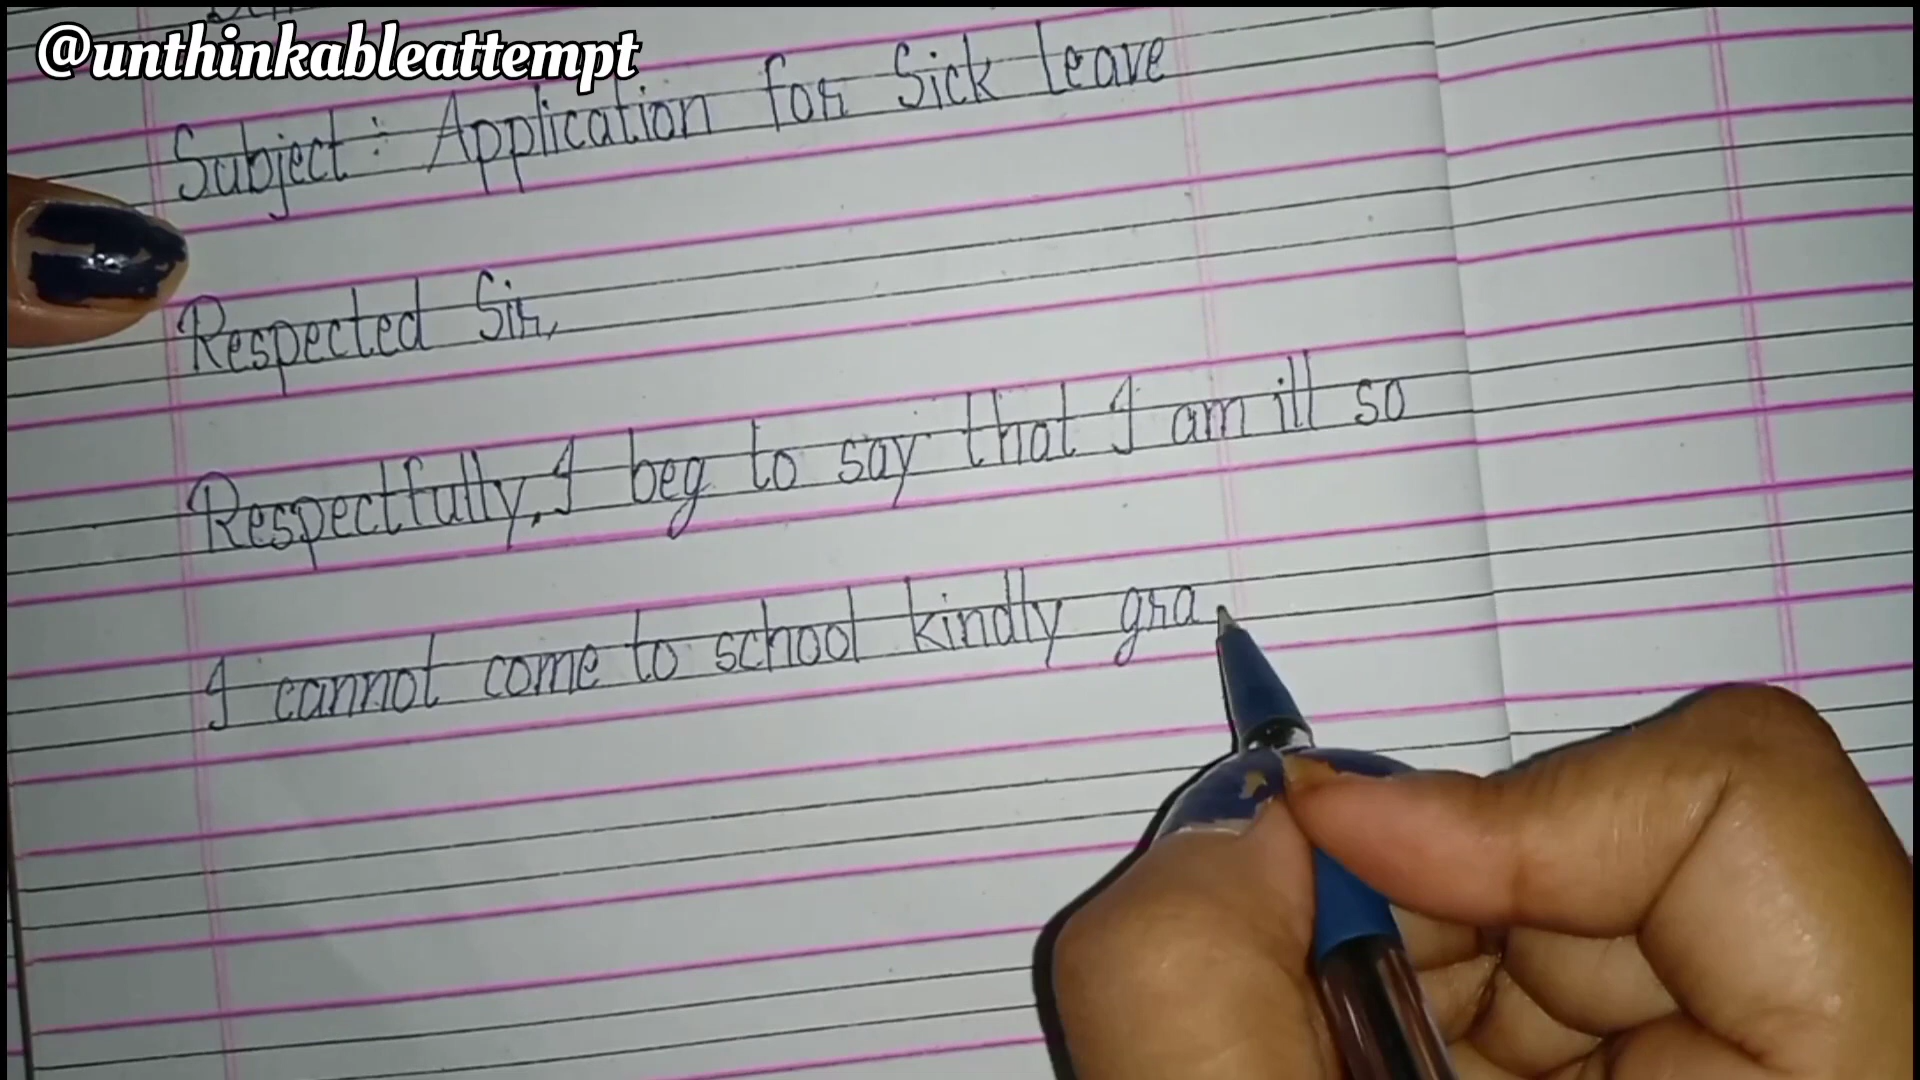 @unthinkableattempt
Subject : Application for Sick leave
Respected Sir,
Respectfully, I beg to say that I am ill so
I cannot come to school kindly gra